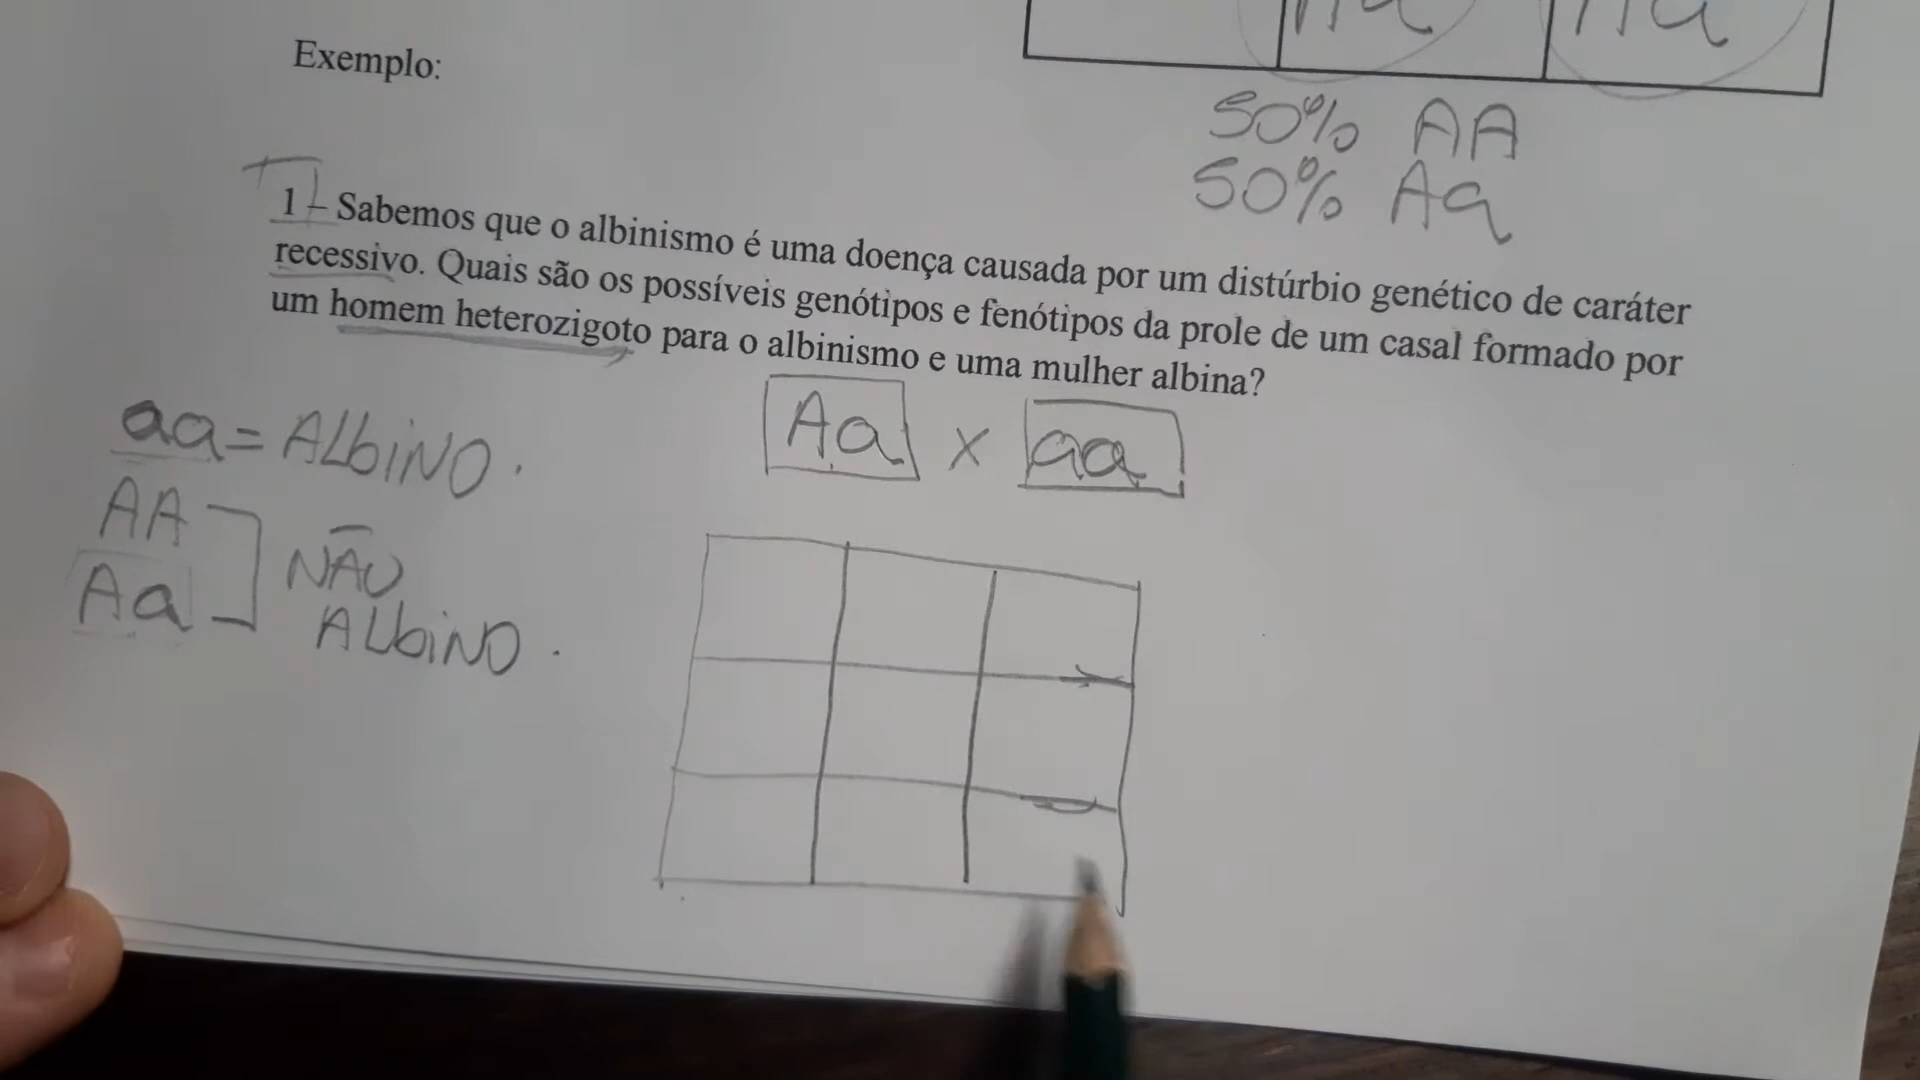 Aa Aa
Exemplo:
50% AA
50% Aa
1 – Sabemos que o albinismo é uma doença causada por um distúrbio genético de caráter
recessivo. Quais são os possíveis genótipos e fenótipos da prole de um casal formado por
um homem heterozigoto para o albinismo e uma mulher albina?
Aa x aa
aa = ALbiNO.
AA
Aa
NÃO
ALbiNO.